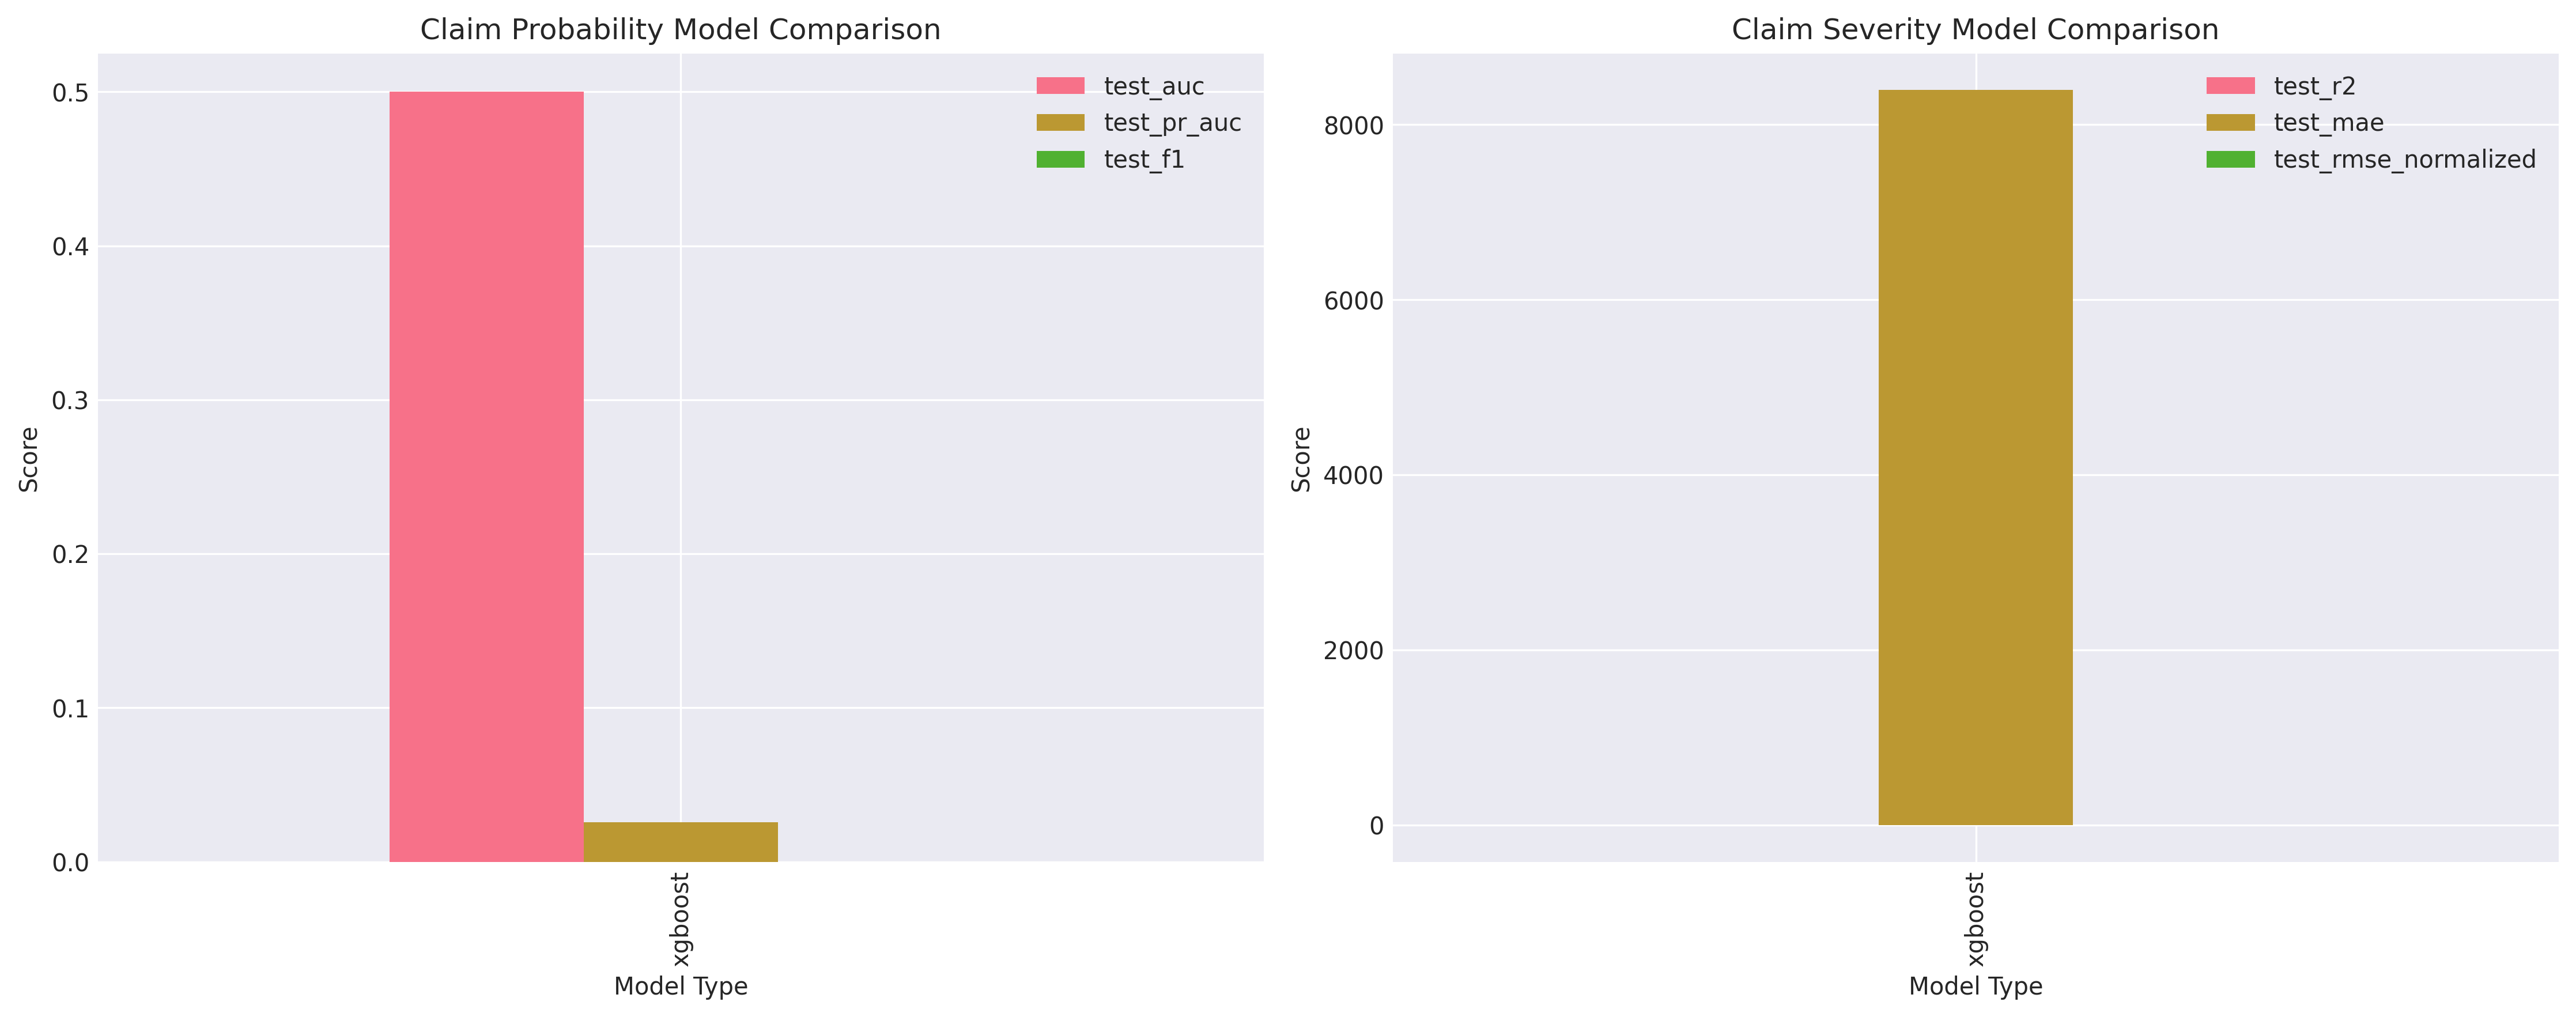 Claim Probability Model Comparison
test_auc
test_pr_auc
test_f1
Score
0.5
0.4
0.3
0.2
0.1
0.0
xgboost
Model Type
Claim Severity Model Comparison
test_r2
test_mae
test_rmse_normalized
Score
8000
6000
4000
2000
0
xgboost
Model Type